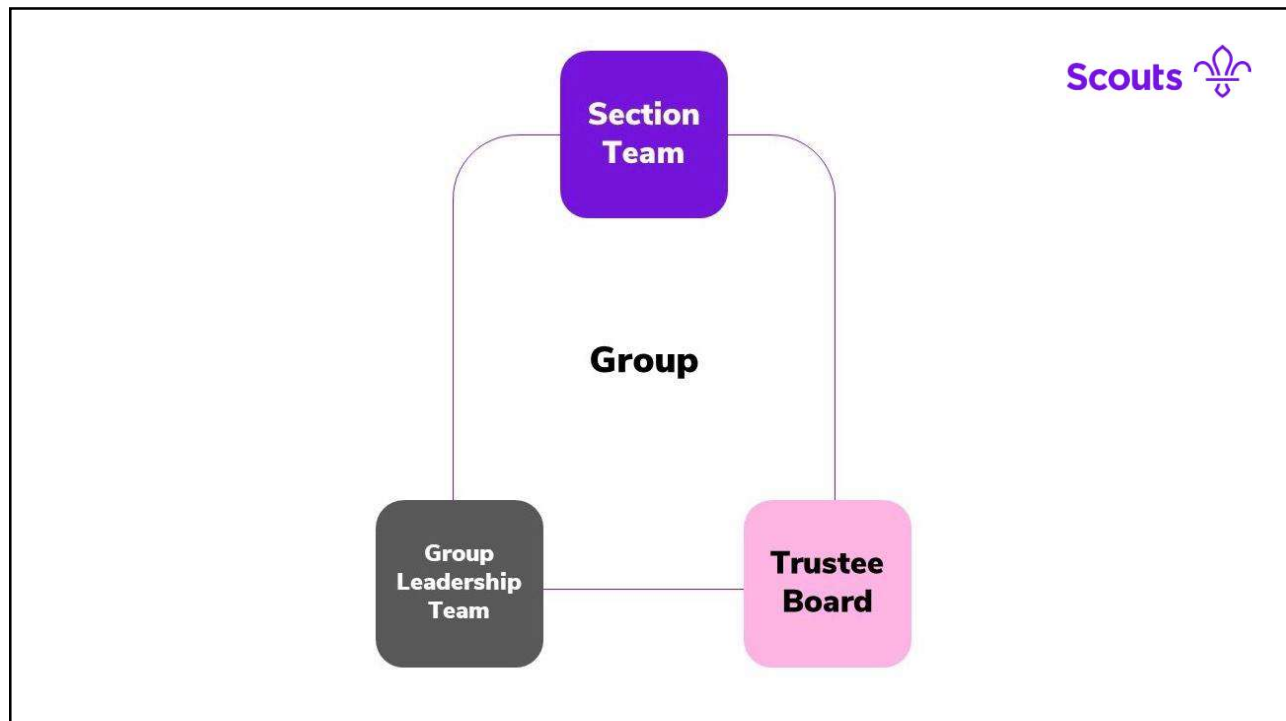 Scouts
Section
Team
Group
Group
Leadership
Team
Trustee
Board